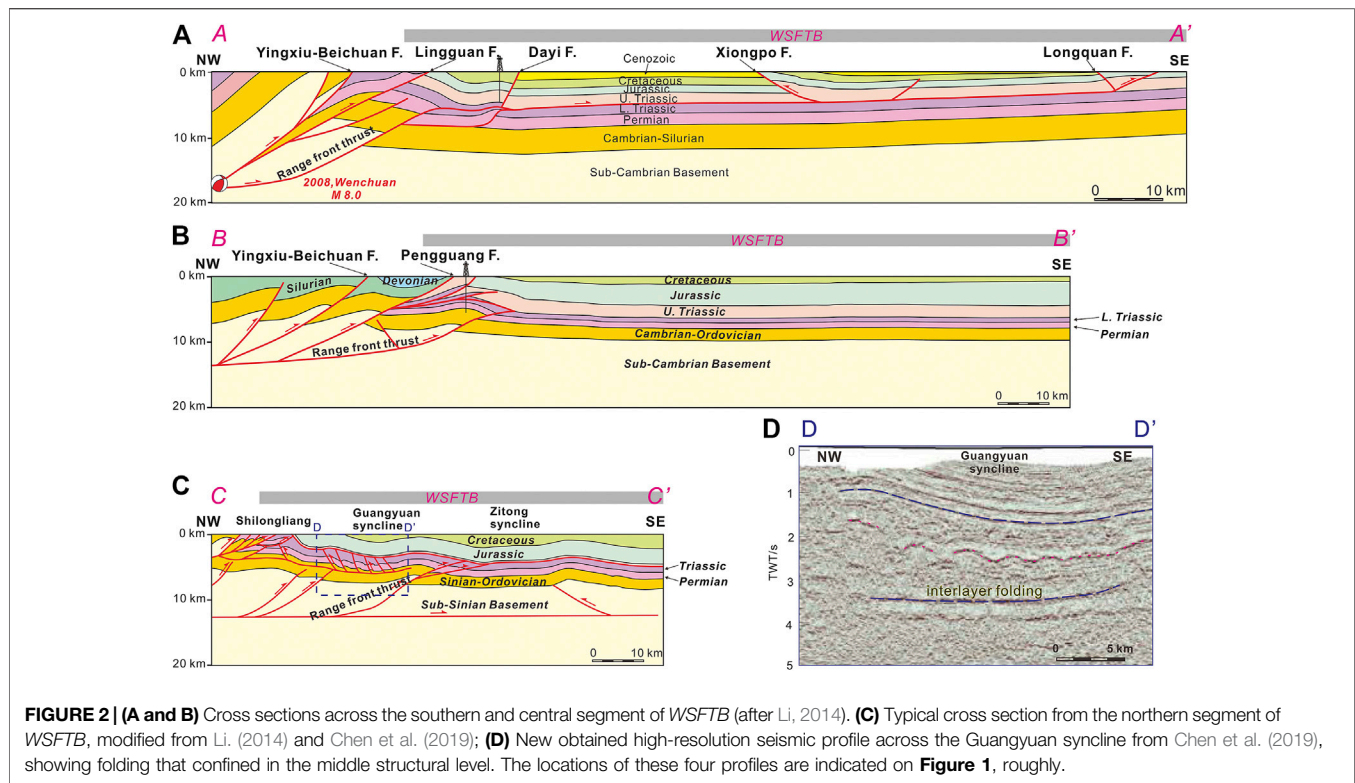 A
A
WSFTB
A'
NW
Yingxiu-Beichuan F.
Lingguan F.
Dayi F.
Xiongpo F.
Longquan F.
SE
0 km
10 km
20 km
Cenozoic
Cretaceous
Jurassic
U. Triassic
L. Triassic
Permian
Cambrian-Silurian
Sub-Cambrian Basement
Range front thrust
2008,Wenchuan
M 8.0
0 10 km
B
B
WSFTB
B'
NW
Yingxiu-Beichuan F.
Pengguang F.
SE
0 km
10 km
20 km
Silurian
Devonian
Cretaceous
Jurassic
U. Triassic
L. Triassic
Permian
Cambrian-Ordovician
Range front thrust
Sub-Cambrian Basement
0 10 km
C
C
WSFTB
C'
NW
Shilongliang
D
Guangyuan
syncline
D'
Zitong
syncline
SE
0 km
10 km
20 km
Cretaceous
Jurassic
Triassic
Permian
Sinian-Ordovician
Range front thrust
Sub-Sinian Basement
0 10 km
D
D
D'
NW
Guangyuan
syncline
SE
0
1
2
3
4
5
TWT/s
interlayer folding
0 5 km
FIGURE 2 | (A and B) Cross sections across the southern and central segment of WSFTB (after Li, 2014). (C) Typical cross section from the northern segment of
WSFTB, modified from Li. (2014) and Chen et al. (2019); (D) New obtained high-resolution seismic profile across the Guangyuan syncline from Chen et al. (2019),
showing folding that confined in the middle structural level. The locations of these four profiles are indicated on Figure 1, roughly.